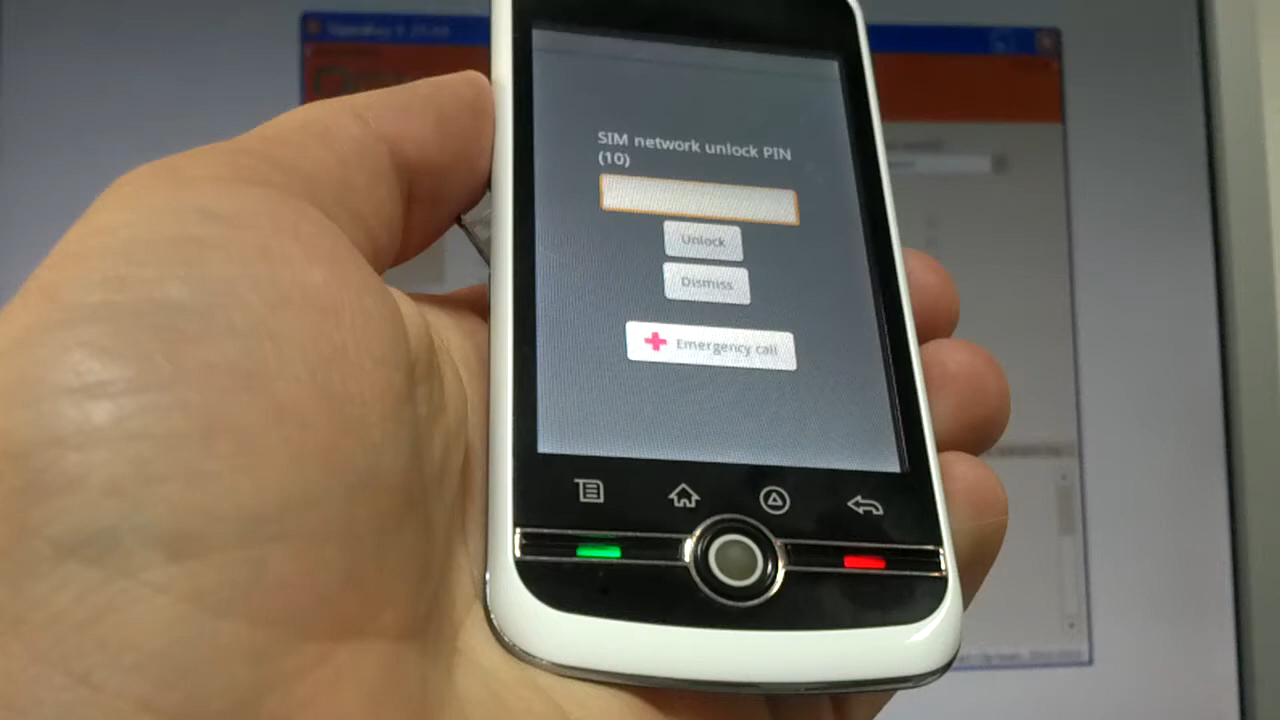 SIM network unlock PIN
(10)
Unlock
Dismiss
Emergency call